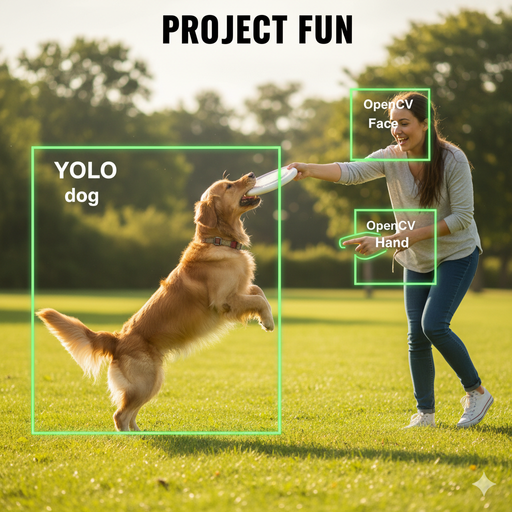 PROJECT FUN
OpenCV
Face
YOLO
dog
OpenCV
Hand